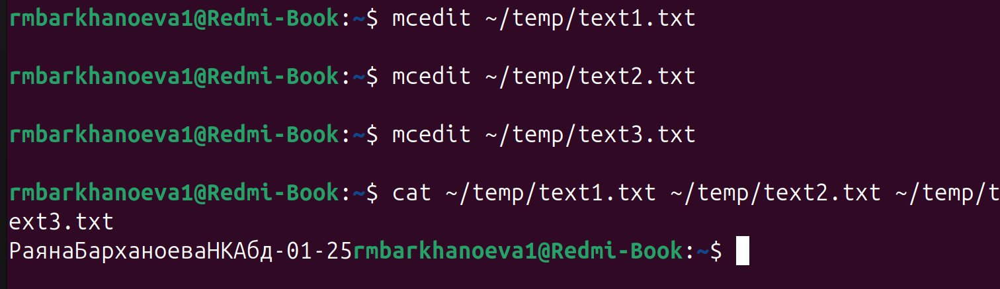 rmbarkhanoeva1@Redmi-Book:~$ mcedit ~/temp/text1.txt
rmbarkhanoeva1@Redmi-Book:~$ mcedit ~/temp/text2.txt
rmbarkhanoeva1@Redmi-Book:~$ mcedit ~/temp/text3.txt
rmbarkhanoeva1@Redmi-Book:~$ cat ~/temp/text1.txt ~/temp/text2.txt ~/temp/t
ext3.txt
РаянаБарханоеваНКАбд-01-25rmbarkhanoeva1@Redmi-Book:~$